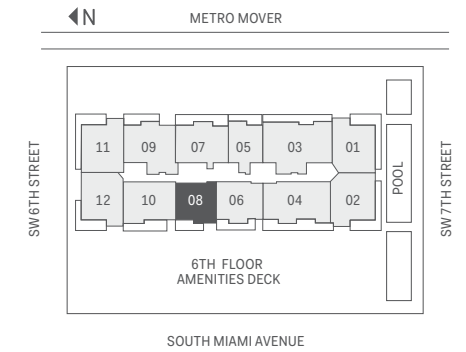 N
METRO MOVER
SW 6TH STREET
11
09
07
05
03
01
12
10
08
06
04
02
POOL
SW 7TH STREET
6TH FLOOR
AMENITIES DECK
SOUTH MIAMI AVENUE